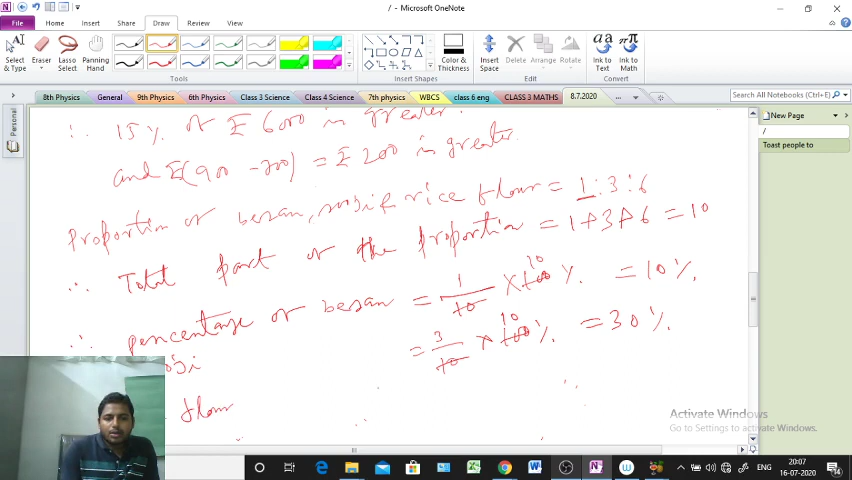 / - Microsoft OneNote
File Home Insert Draw Review View
Select & Type
Eraser
Lasso Select
Panning Hand
Color & Thickness
Insert Space
Delete
Arrange
Rotate
Ink to Text
Ink to Math
Tools
Insert Shapes
Edit
Convert
Personal
8th Physics General 9th Physics 6th Physics Class 3 Science Class 4 Science 7th physics WBCS class 6 eng CLASS 3 MATHS 8.7.2020 ...
Search All Notebooks (Ctrl+E)
New Page
/
Toast people to
∴ 15% of ₹ 6000 is greater.
and ₹(900 - 700) = ₹ 200 is greater.
proportion of besan, suji & rice flour = 1:3:6
∴ Total part of the proportion = 1+3+6 = 10
∴ percentage of besan = 1/10 × 100 10 % = 10%
= 3/10 × 100 10 % = 30%
flour
Activate Windows
Go to Settings to activate Windows.
ENG
20:07
16-07-2020
14